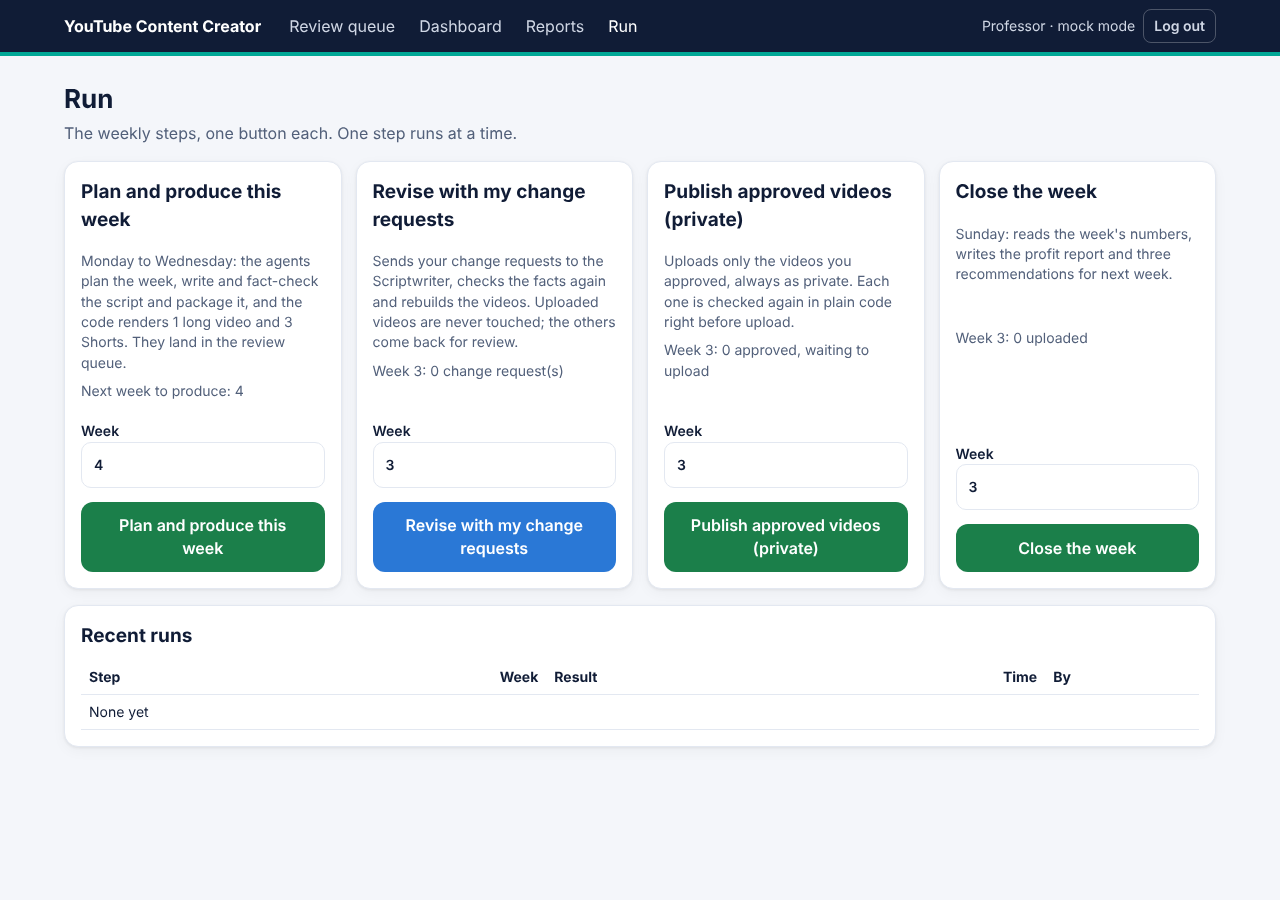 YouTube Content Creator
Review queue
Dashboard
Reports
Run
Professor · mock mode
Log out
Run
The weekly steps, one button each. One step runs at a time.
Plan and produce this
week
Monday to Wednesday: the agents
plan the week, write and fact-check
the script and package it, and the
code renders 1 long video and 3
Shorts. They land in the review
queue.
Next week to produce: 4
Week
4
Plan and produce this
week
Revise with my change
requests
Sends your change requests to the
Scriptwriter, checks the facts again
and rebuilds the videos. Uploaded
videos are never touched; the others
come back for review.
Week 3: 0 change request(s)
Week
3
Revise with my change
requests
Publish approved videos
(private)
Uploads only the videos you
approved, always as private. Each
one is checked again in plain code
right before upload.
Week 3: 0 approved, waiting to
upload
Week
3
Publish approved videos
(private)
Close the week
Sunday: reads the week's numbers,
writes the profit report and three
recommendations for next week.
Week 3: 0 uploaded
Week
3
Close the week
Recent runs
Step Week Result Time By
None yet